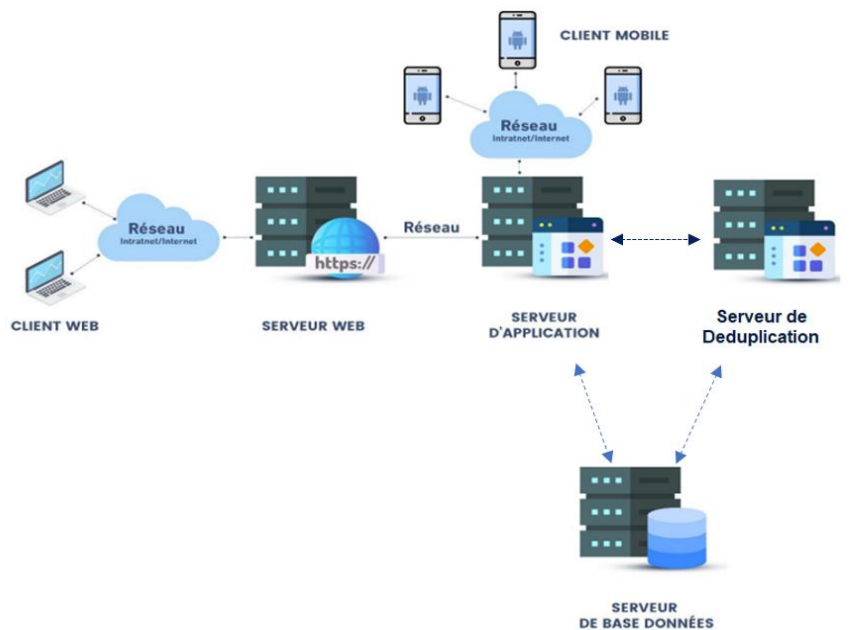 CLIENT MOBILE
Réseau
Intratnet/Internet
Réseau
Intratnet/Internet
Réseau
https://
CLIENT WEB
SERVEUR WEB
SERVEUR
D'APPLICATION
Serveur de
Deduplication
SERVEUR
DE BASE DONNÉES